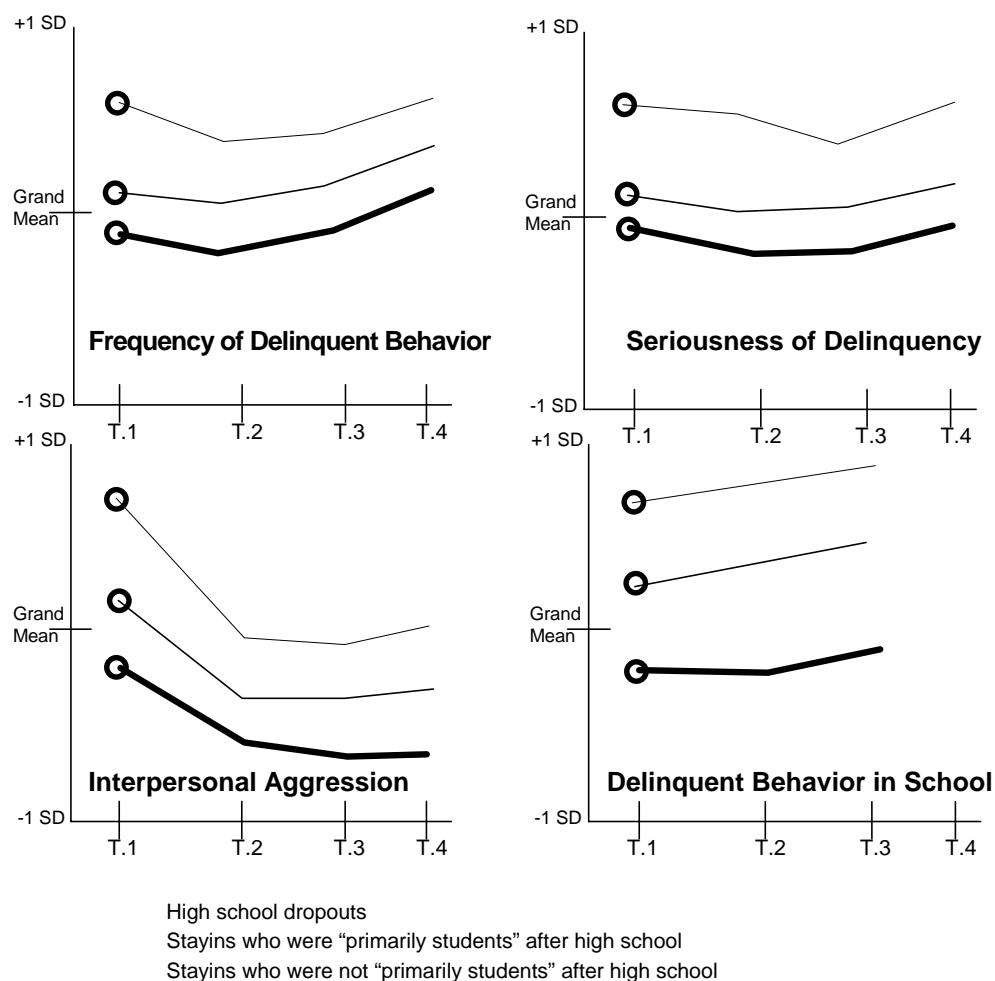 +1 SD
Grand
Mean
Frequency of Delinquent Behavior
-1 SD
T.1 T.2 T.3 T.4
+1 SD
Grand
Mean
Seriousness of Delinquency
-1 SD
T.1 T.2 T.3 T.4
+1 SD
Grand
Mean
Interpersonal Aggression
-1 SD
T.1 T.2 T.3 T.4
+1 SD
Grand
Mean
Delinquent Behavior in School
-1 SD
T.1 T.2 T.3 T.4
High school dropouts
Stayins who were “primarily students” after high school
Stayins who were not “primarily students” after high school